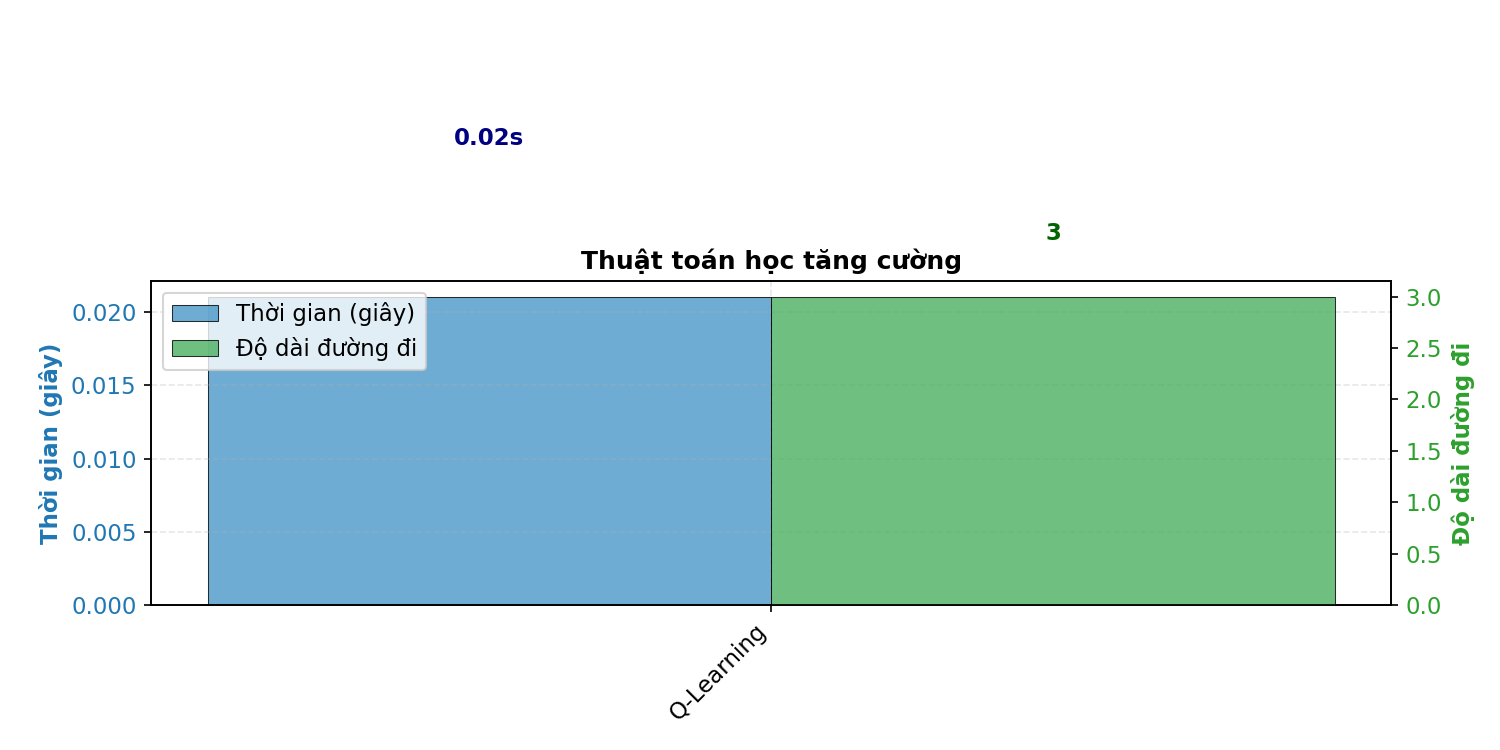 0.02s
3
Thuật toán học tăng cường
Thời gian (giây)
Độ dài đường đi
Thời gian (giây)
0.020
0.015
0.010
0.005
0.000
3.0
2.5
2.0
1.5
1.0
0.5
0.0
Độ dài đường đi
Q-Learning